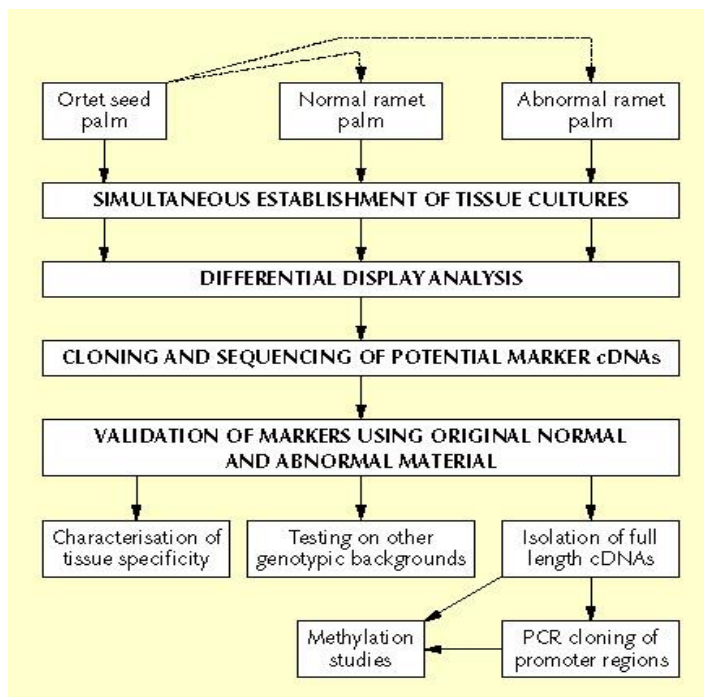 Ortet seed
palm
Normal ramet
palm
Abnormal ramet
palm
SIMULTANEOUS ESTABLISHMENT OF TISSUE CULTURES
DIFFERENTIAL DISPLAY ANALYSIS
CLONING AND SEQUENCING OF POTENTIAL MARKER cDNAs
VALIDATION OF MARKERS USING ORIGINAL NORMAL
AND ABNORMAL MATERIAL
Characterisation of
tissue specificity
Testing on other
genotypic backgrounds
Isolation of full
length cDNAs
Methylation
studies
PCR cloning of
promoter regions